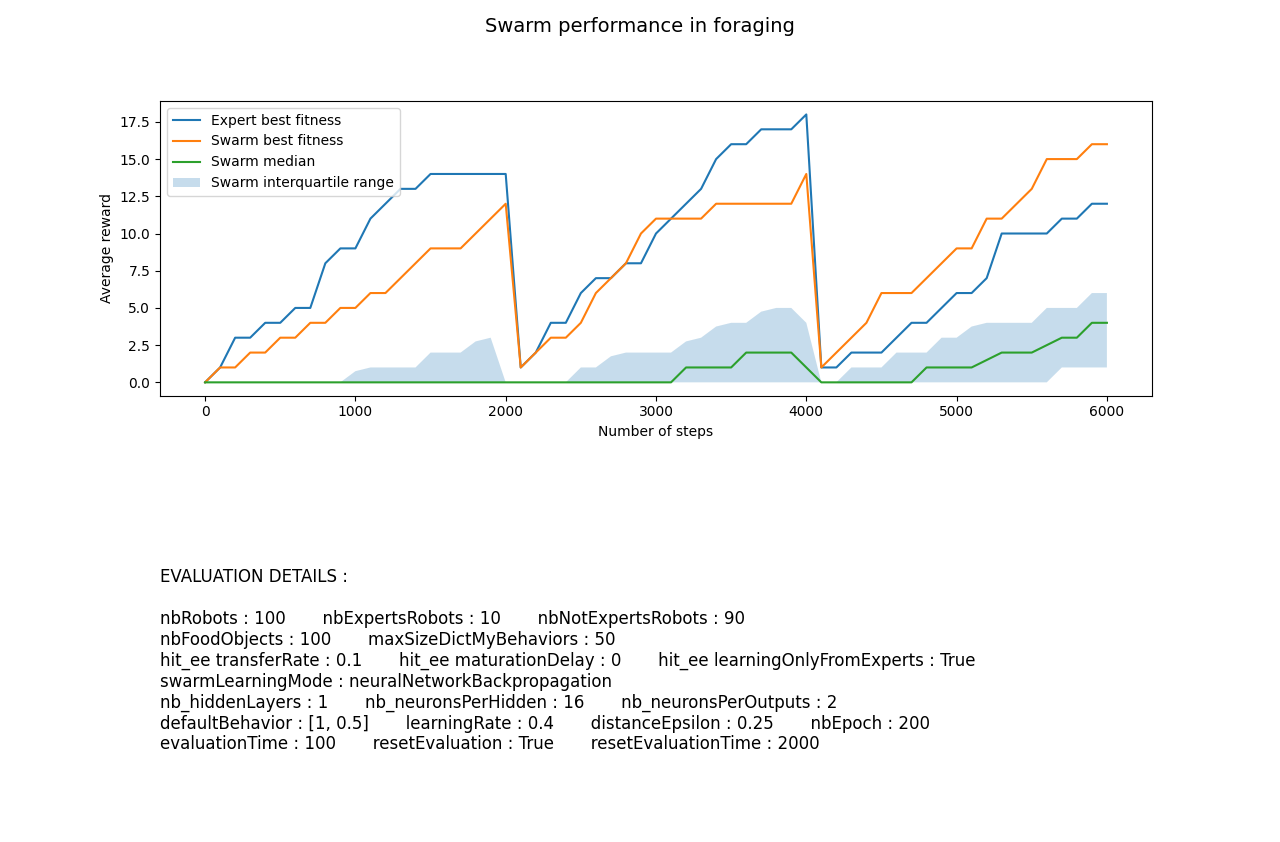 Swarm performance in foraging
Expert best fitness
Swarm best fitness
Swarm median
Swarm interquartile range
Average reward
17.5
15.0
12.5
10.0
7.5
5.0
2.5
0.0
0 1000 2000 3000 4000 5000 6000
Number of steps
EVALUATION DETAILS :
nbRobots : 100 nbExpertsRobots : 10 nbNotExpertsRobots : 90
nbFoodObjects : 100 maxSizeDictMyBehaviors : 50
hit_ee transferRate : 0.1 hit_ee maturationDelay : 0 hit_ee learningOnlyFromExperts : True
swarmLearningMode : neuralNetworkBackpropagation
nb_hiddenLayers : 1 nb_neuronsPerHidden : 16 nb_neuronsPerOutputs : 2
defaultBehavior : [1, 0.5] learningRate : 0.4 distanceEpsilon : 0.25 nbEpoch : 200
evaluationTime : 100 resetEvaluation : True resetEvaluationTime : 2000